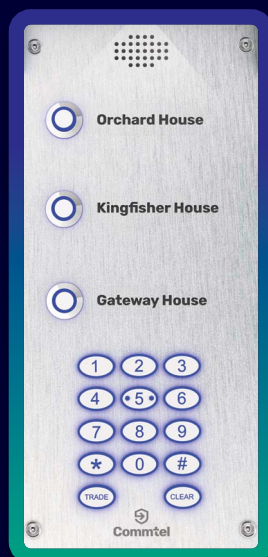 Orchard House
Kingfisher House
Gateway House
1 2 3
4 5 6
7 8 9
* 0 #
TRADE CLEAR
Commtel